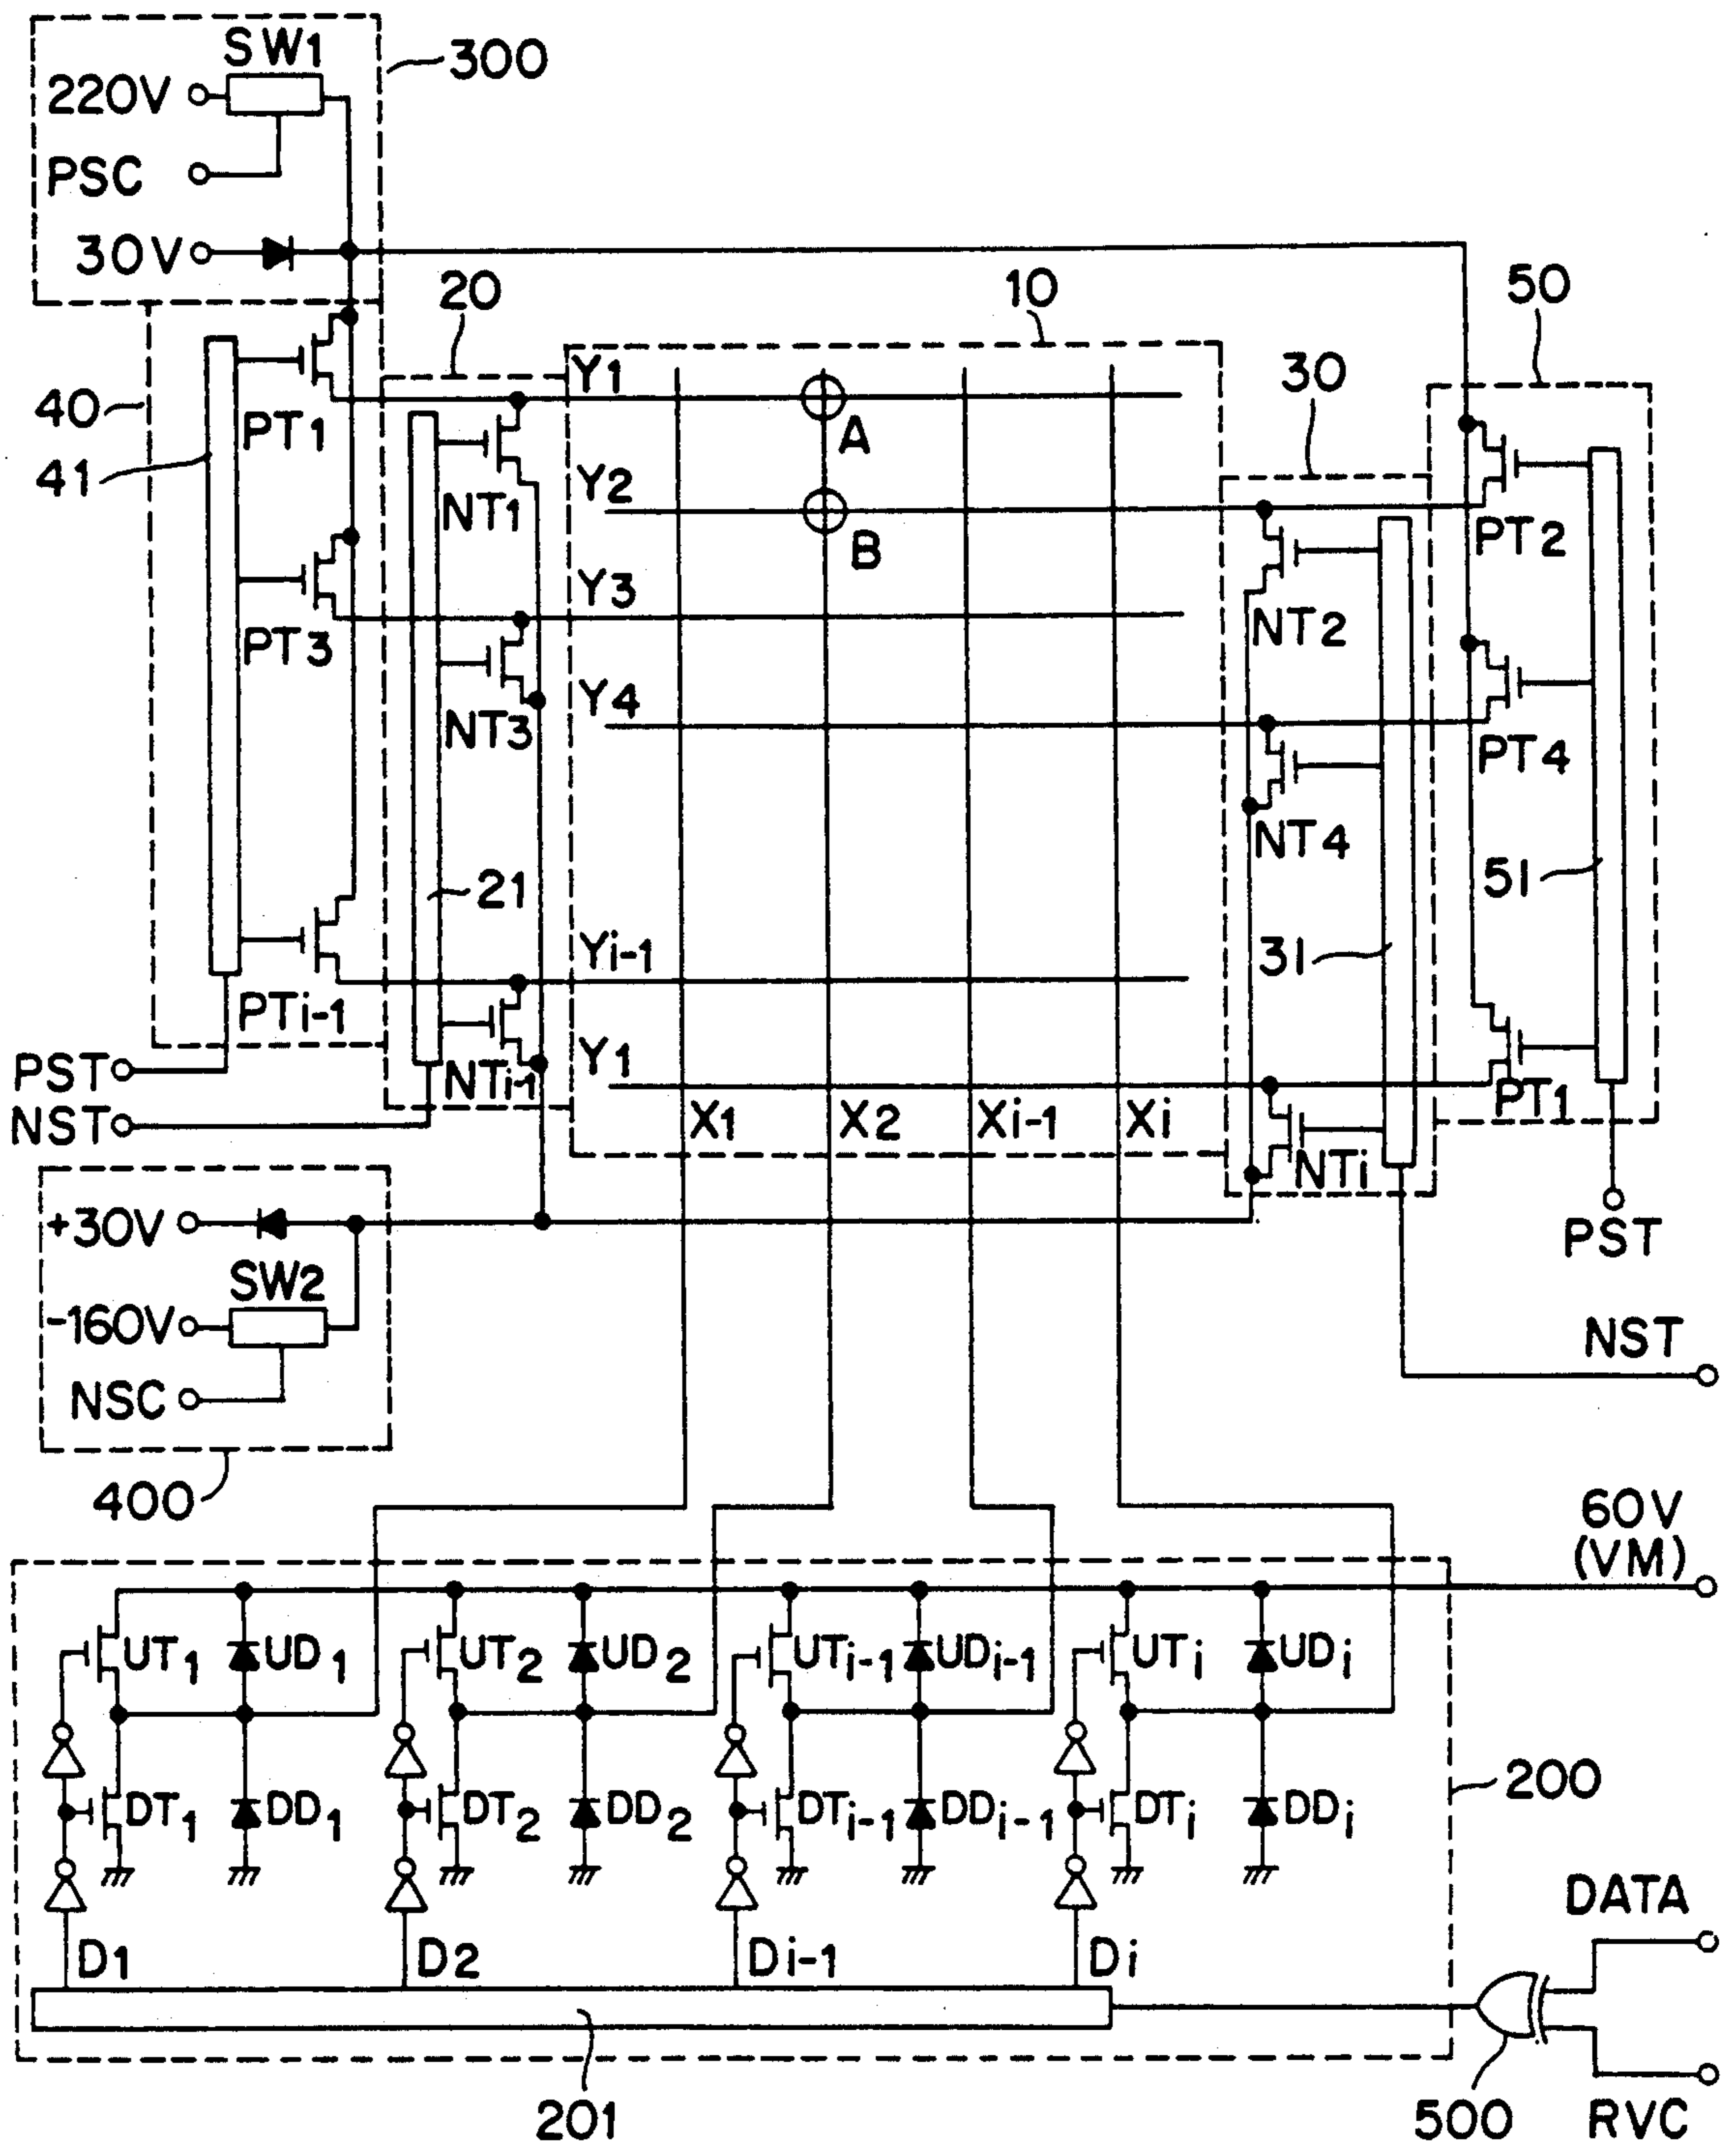 SW1
300
220V
PSC
30V
20
10
50
40
41
PT1
Y1
A
30
NT1
Y2
B
PT2
PT3
Y3
NT2
NT3
Y4
PT4
NT4
21
51
Yi-1
31
PTi-1
PST
NTi-1
Y1
PT1
NST
X1
X2
Xi-1
Xi
NTi
+30V
PST
SW2
-160V
NST
NSC
400
60V
(VM)
UT1
UD1
UT2
UD2
UTi-1
UDi-1
UTi
UDi
200
DT1
DD1
DT2
DD2
DTi-1
DDi-1
DTi
DDi
DATA
D1
D2
Di-1
Di
201
500
RVC